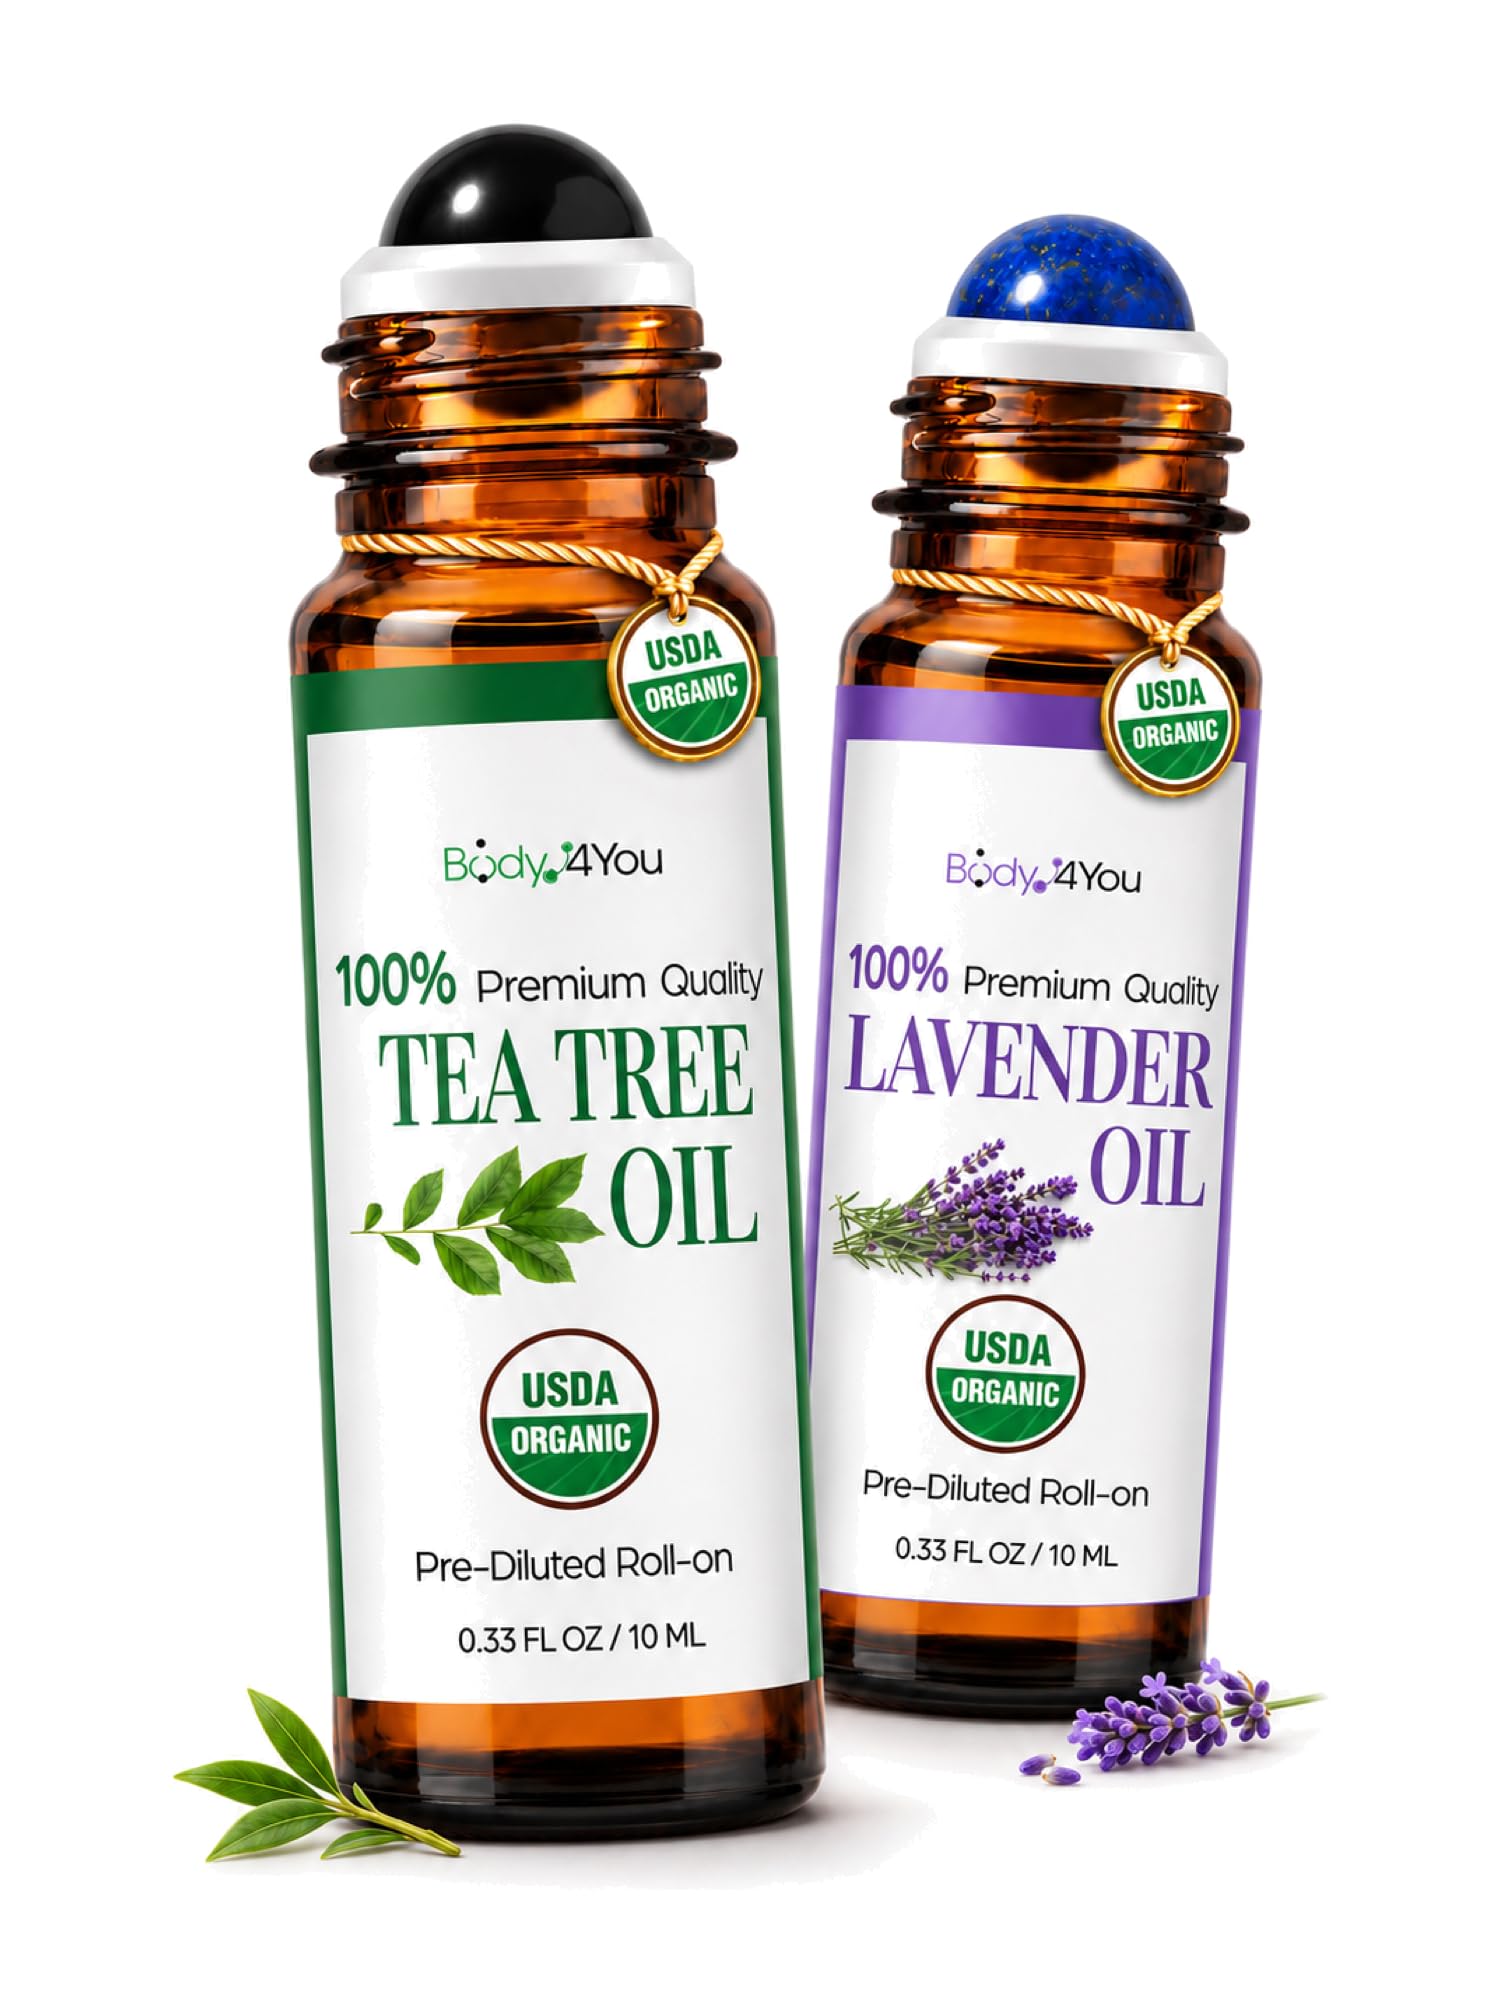 USDA
ORGANIC
Body4You
100% Premium Quality
TEA TREE
OIL
USDA
ORGANIC
Pre-Diluted Roll-on
0.33 FL OZ / 10 ML
USDA
ORGANIC
Body4You
100% Premium Quality
LAVENDER
OIL
USDA
ORGANIC
Pre-Diluted Roll-on
0.33 FL OZ / 10 ML